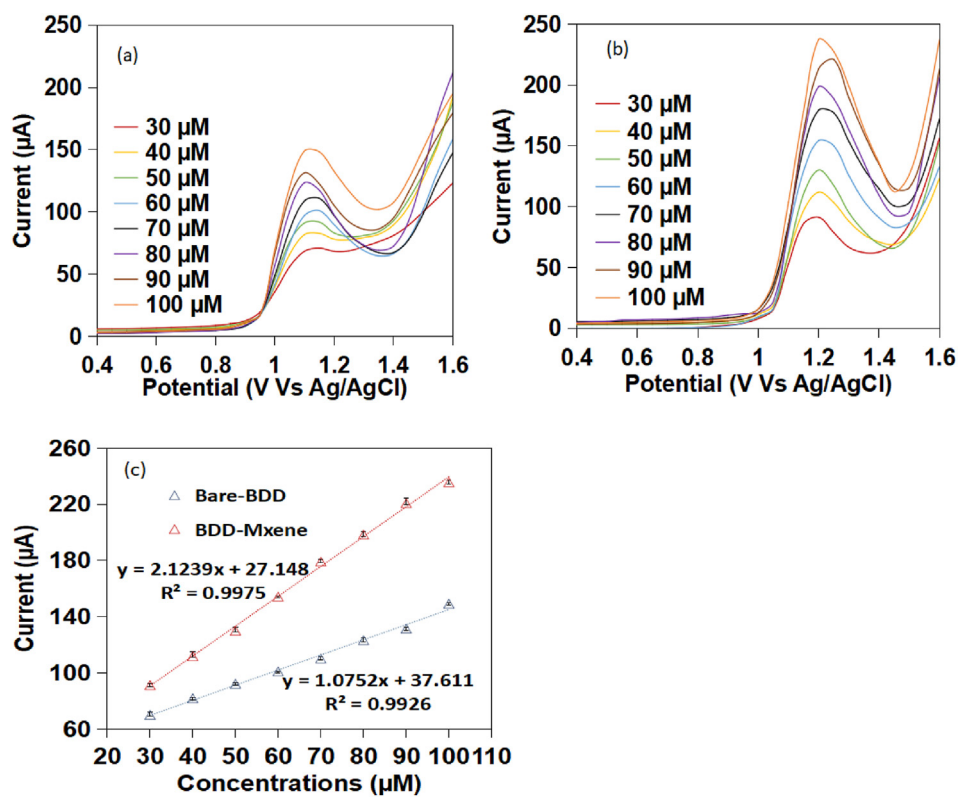 (a)
250
200
150
100
50
0
Current (µA)
30 µM
40 µM
50 µM
60 µM
70 µM
80 µM
90 µM
100 µM
0.4 0.6 0.8 1 1.2 1.4 1.6
Potential (V Vs Ag/AgCl)
(b)
250
200
150
100
50
0
Current (µA)
30 µM
40 µM
50 µM
60 µM
70 µM
80 µM
90 µM
100 µM
0.4 0.6 0.8 1 1.2 1.4 1.6
Potential (V Vs Ag/AgCl)
(c)
260
220
180
140
100
60
Current (µA)
Bare-BDD
BDD-Mxene
y = 2.1239x + 27.148
R² = 0.9975
y = 1.0752x + 37.611
R² = 0.9926
20 30 40 50 60 70 80 90 100 110
Concentrations (µM)